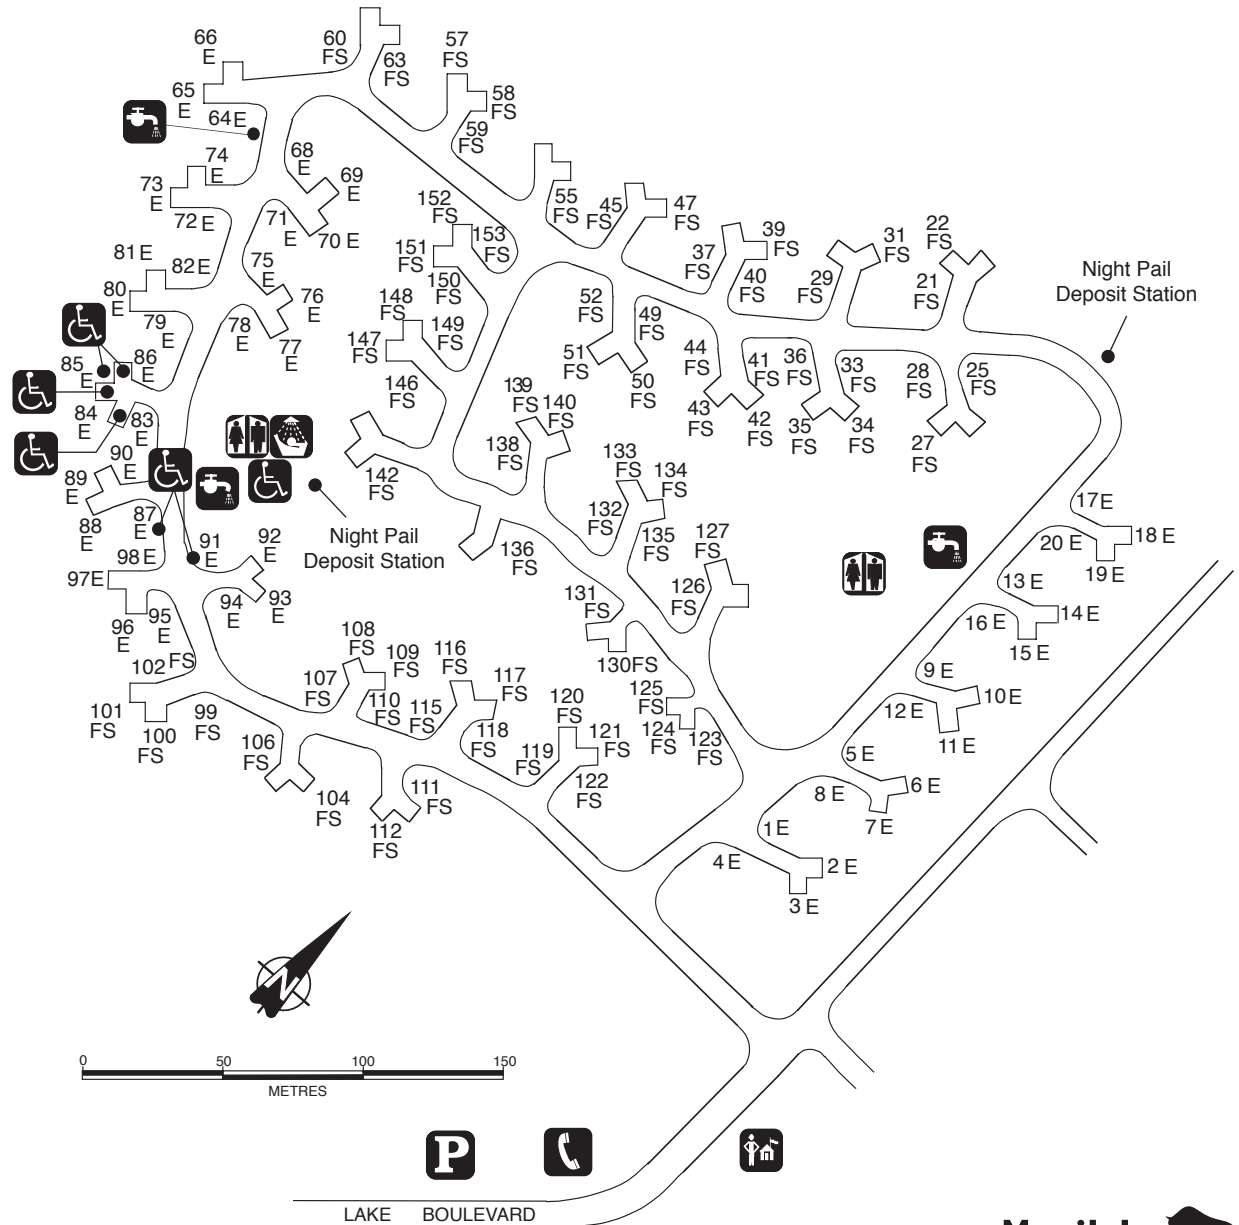 66
E
60
FS
57
FS
63
FS
65
E
58
FS
64 E
59
FS
74
E
68
E
73
E
69
E
72 E
71
E
70 E
152
FS
153
FS
55
FS
45
FS
47
FS
39
FS
37
FS
31
FS
22
FS
81 E
82 E
75
E
151
FS
150
FS
40
FS
29
FS
21
FS
Night Pail
Deposit Station
80
E
76
E
79
E
78
E
77
E
148
FS
149
FS
147
FS
146
FS
52
FS
49
FS
51
FS
50
FS
44
FS
41
FS
36
FS
33
FS
28
FS
25
FS
43
FS
42
FS
35
FS
34
FS
27
FS
85
E
86
E
84
E
83
E
139
FS
140
FS
138
FS
142
FS
90
E
89
E
88
E
87
E
133
FS
134
FS
132
FS
135
FS
127
FS
126
FS
17 E
18 E
20 E
19 E
Night Pail
Deposit Station
136
FS
91
E
92
E
98 E
97 E
94
E
93
E
96
E
95
E
13 E
14 E
16 E
15 E
131
FS
130 FS
102
FS
101
FS
100
FS
99
FS
108
FS
109
FS
107
FS
110
FS
116
FS
117
FS
115
FS
118
FS
120
FS
121
FS
119
FS
122
FS
125
FS
124
FS
123
FS
9 E
10 E
12 E
11 E
106
FS
104
FS
111
FS
112
FS
5 E
6 E
8 E
7 E
1 E
2 E
4 E
3 E
N
0 50 100 150
METRES
P
LAKE BOULEVARD